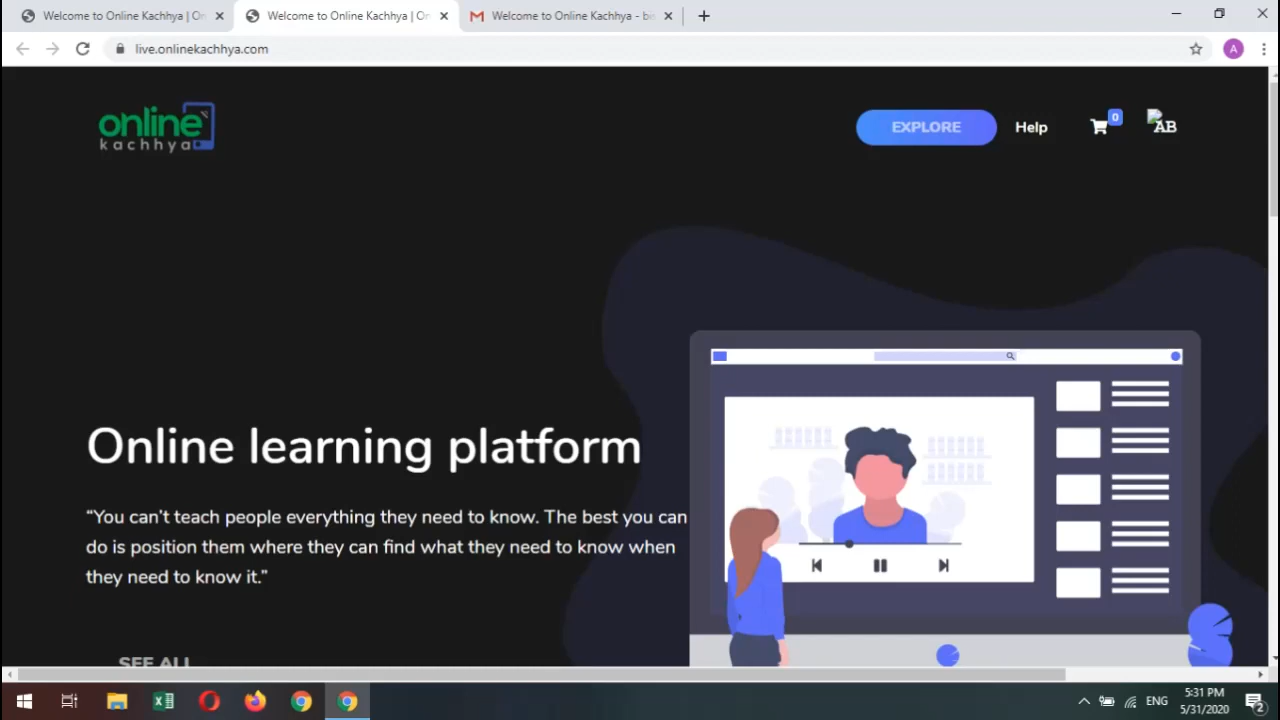 Welcome to Online Kachhya | On
Welcome to Online Kachhya | On
Welcome to Online Kachhya - bo
live.onlinekachhya.com
A
online
kachhya
EXPLORE
Help
0
AB
Online learning platform
“You can’t teach people everything they need to know. The best you can
do is position them where they can find what they need to know when
they need to know it.”
SEE ALL
ENG
5:31 PM
5/31/2020
2